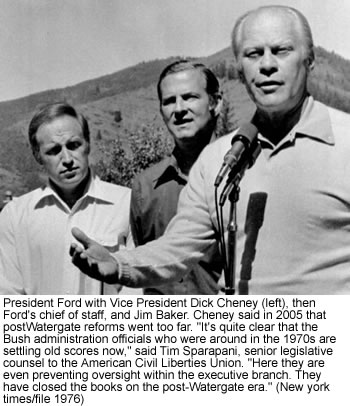 President Ford with Vice President Dick Cheney (left), then
Ford's chief of staff, and Jim Baker. Cheney said in 2005 that
postWatergate reforms went too far. "It's quite clear that the
Bush administration officials who were around in the 1970s are
settling old scores now," said Tim Sparapani, senior legislative
counsel to the American Civil Liberties Union. "Here they are
even preventing oversight within the executive branch. They
have closed the books on the post-Watergate era." (New york
times/file 1976)